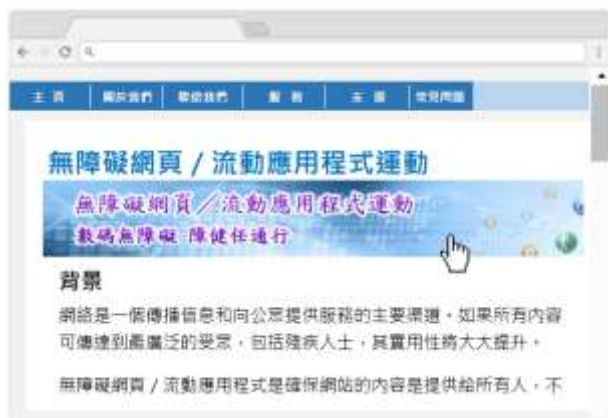 主 頁 關於我們 聯絡我們 服 務 主 題 常見問題
無障礙網頁 / 流動應用程式運動
無障礙網頁／流動應用程式運動
數碼無障礙 障健任通行
背景
網絡是一個傳播信息和向公眾提供服務的主要渠道。如果所有內容
可傳達到最廣泛的受眾，包括殘疾人士，其實用性將大大提升。
無障礙網頁 / 流動應用程式是確保網站的內容是提供給所有人，不